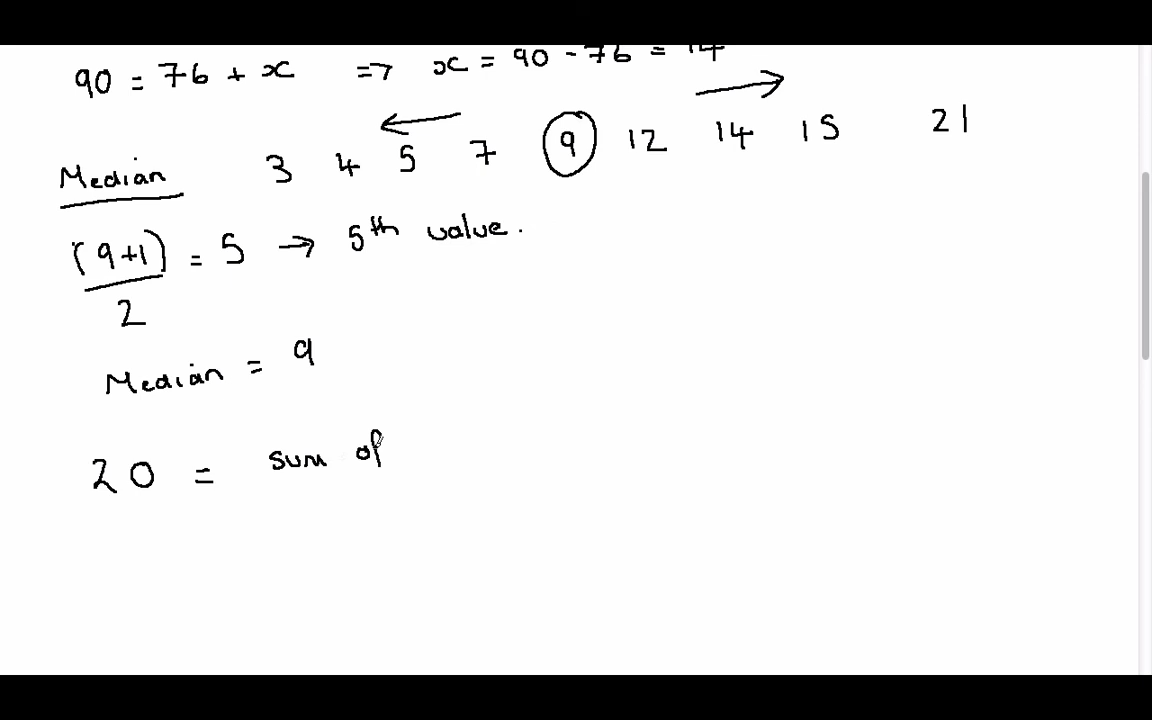 90 = 76 + x => x = 90 - 76 = 14
Median 3 4 5 7 9 12 14 15 21
(9+1) = 5 → 5th value.
2
Median = 9
20 = sum of